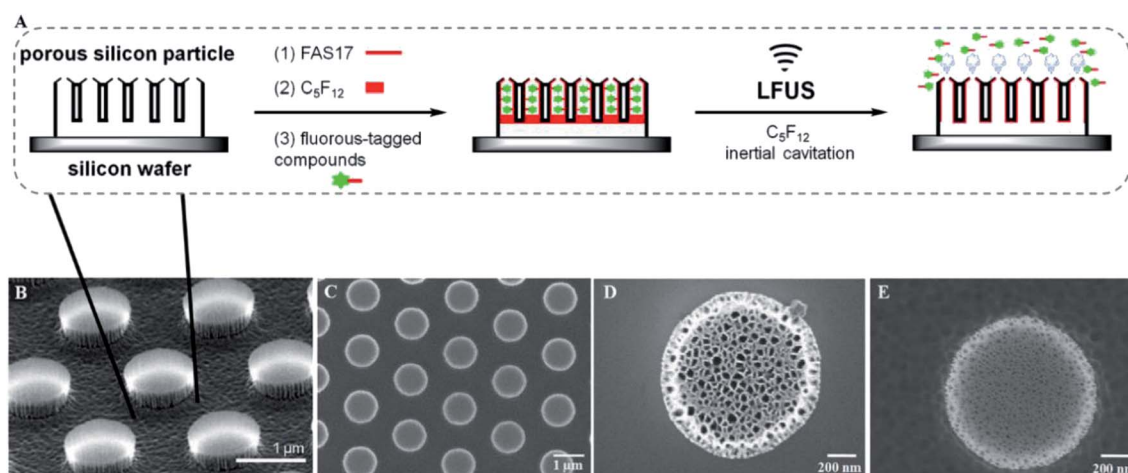 A
porous silicon particle
silicon wafer
(1) FAS17
(2) C₅F₁₂
(3) fluorous-tagged
compounds
LFUS
C₅F₁₂
inertial cavitation
B
1 µm
C
1 µm
D
200 nm
E
200 nm